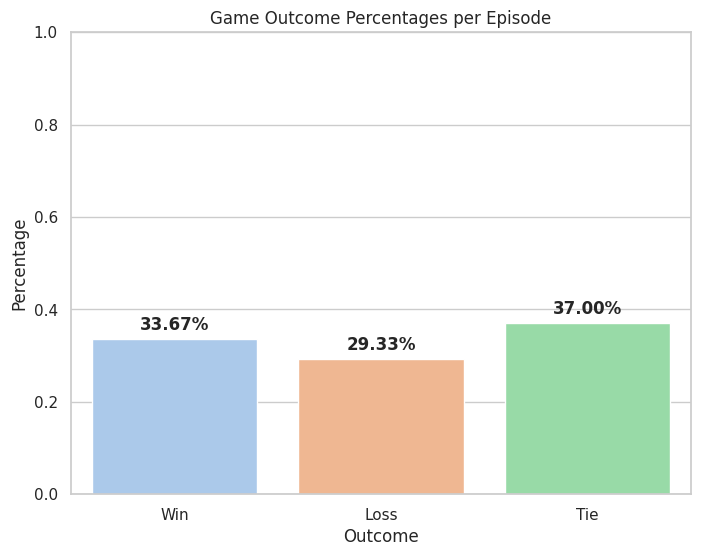 Game Outcome Percentages per Episode
1.0
0.8
0.6
0.4
0.2
0.0
Percentage
33.67%
29.33%
37.00%
Win
Loss
Tie
Outcome